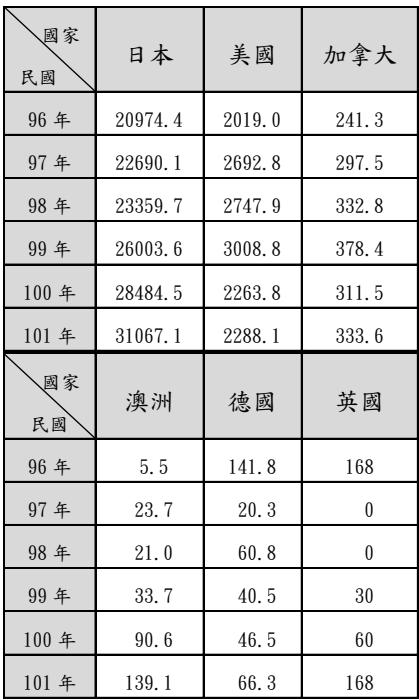 國家
民國 日本 美國 加拿大
96 年 20974.4 2019.0 241.3
97 年 22690.1 2692.8 297.5
98 年 23359.7 2747.9 332.8
99 年 26003.6 3008.8 378.4
100 年 28484.5 2263.8 311.5
101 年 31067.1 2288.1 333.6
國家
民國 澳洲 德國 英國
96 年 5.5 141.8 168
97 年 23.7 20.3 0
98 年 21.0 60.8 0
99 年 33.7 40.5 30
100 年 90.6 46.5 60
101 年 139.1 66.3 168